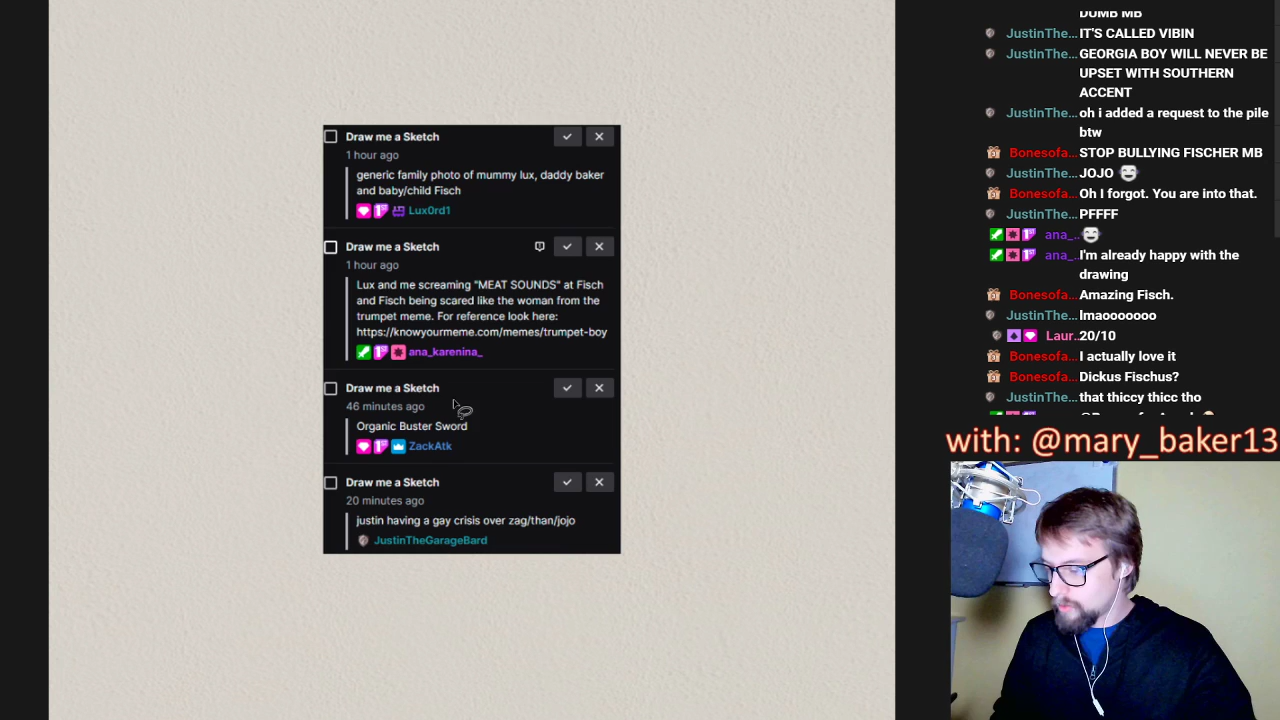 Draw me a Sketch
1 hour ago
generic family photo of mummy lux, daddy baker
and baby/child Fisch
Lux0rd1
Draw me a Sketch
1 hour ago
Lux and me screaming "MEAT SOUNDS" at Fisch
and Fisch being scared like the woman from the
trumpet meme. For reference look here:
https://knowyourmeme.com/memes/trumpet-boy
ana_karenina_
Draw me a Sketch
46 minutes ago
Organic Buster Sword
ZackAtk
Draw me a Sketch
20 minutes ago
justin having a gay crisis over zag/than/jojo
JustinTheGarageBard
DUMB MB
JustinThe... IT'S CALLED VIBIN
JustinThe... GEORGIA BOY WILL NEVER BE
UPSET WITH SOUTHERN
ACCENT
JustinThe... oh i added a request to the pile
btw
Bonesofa... STOP BULLYING FISCHER MB
JustinThe... JOJO
Bonesofa... Oh I forgot. You are into that.
JustinThe... PFFFF
ana_...
ana_... I'm already happy with the
drawing
Bonesofa... Amazing Fisch.
JustinThe... lmaooooooo
Laur... 20/10
Bonesofa... I actually love it
Bonesofa... Dickus Fischus?
JustinThe... that thiccy thicc tho
with: @mary_baker13